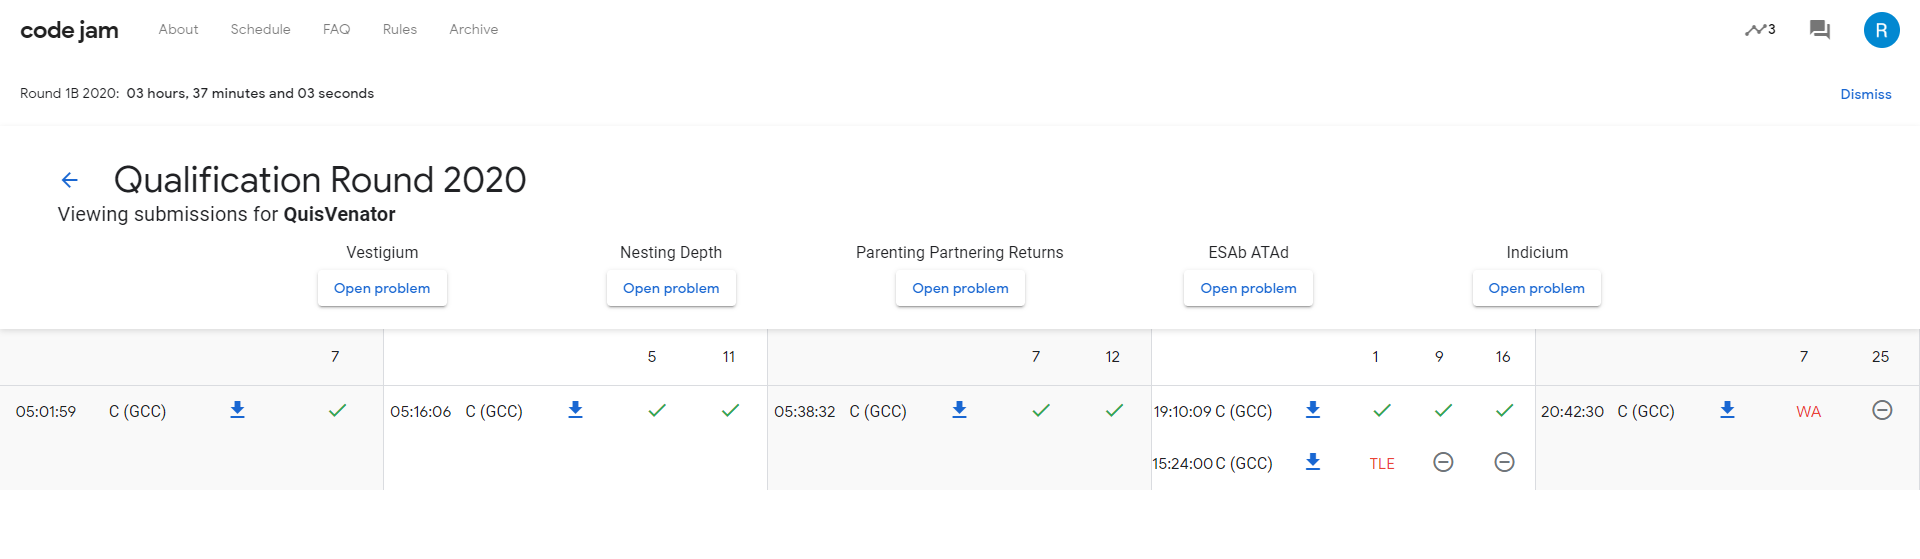 code jam About Schedule FAQ Rules Archive 3 R
Round 1B 2020: 03 hours, 37 minutes and 03 seconds Dismiss
Qualification Round 2020
Viewing submissions for QuisVenator
Vestigium Nesting Depth Parenting Partnering Returns ESAb ATAd Indicium
Open problem Open problem Open problem Open problem Open problem
7 5 11 7 12 1 9 16 7 25
05:01:59 C (GCC) 05:16:06 C (GCC) 05:38:32 C (GCC) 19:10:09 C (GCC) 20:42:30 C (GCC) WA
15:24:00 C (GCC) TLE